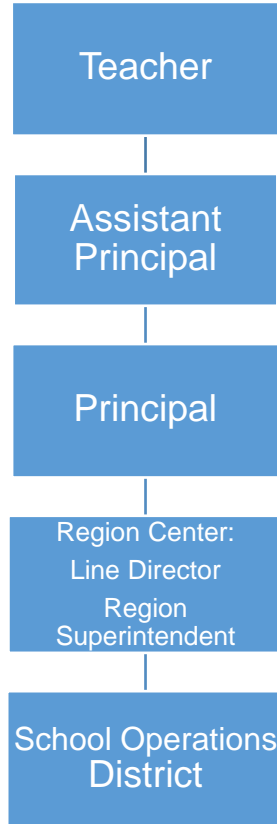 Teacher
Assistant
Principal
Principal
Region Center:
Line Director
Region
Superintendent
School Operations
District